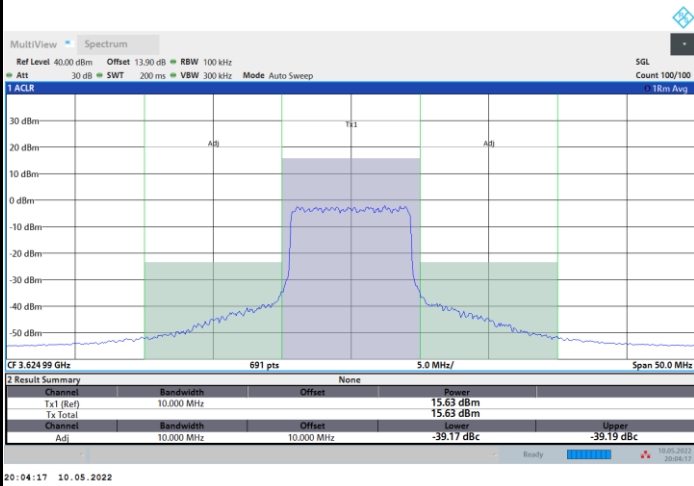 MultiView Spectrum
Ref Level 40.00 dBm Offset 13.90 dB RBW 100 kHz SGL
Att 30 dB SWT 200 ms VBW 300 kHz Mode Auto Sweep Count 100/100
1 ACLR 1Rm Avg
30 dBm
Tx1
20 dBm
Adj Adj
10 dBm
0 dBm
-10 dBm
-20 dBm
-30 dBm
-40 dBm
-50 dBm
CF 3.624 99 GHz 691 pts 5.0 MHz/ Span 50.0 MHz
2 Result Summary None
Channel Bandwidth Offset Power
Tx1 (Ref) 10.000 MHz 15.63 dBm
Tx Total 15.63 dBm
Channel Bandwidth Offset Lower Upper
Adj 10.000 MHz 10.000 MHz -39.17 dBc -39.19 dBc
Ready 10.05.2022
20:04:17
20:04:17 10.05.2022